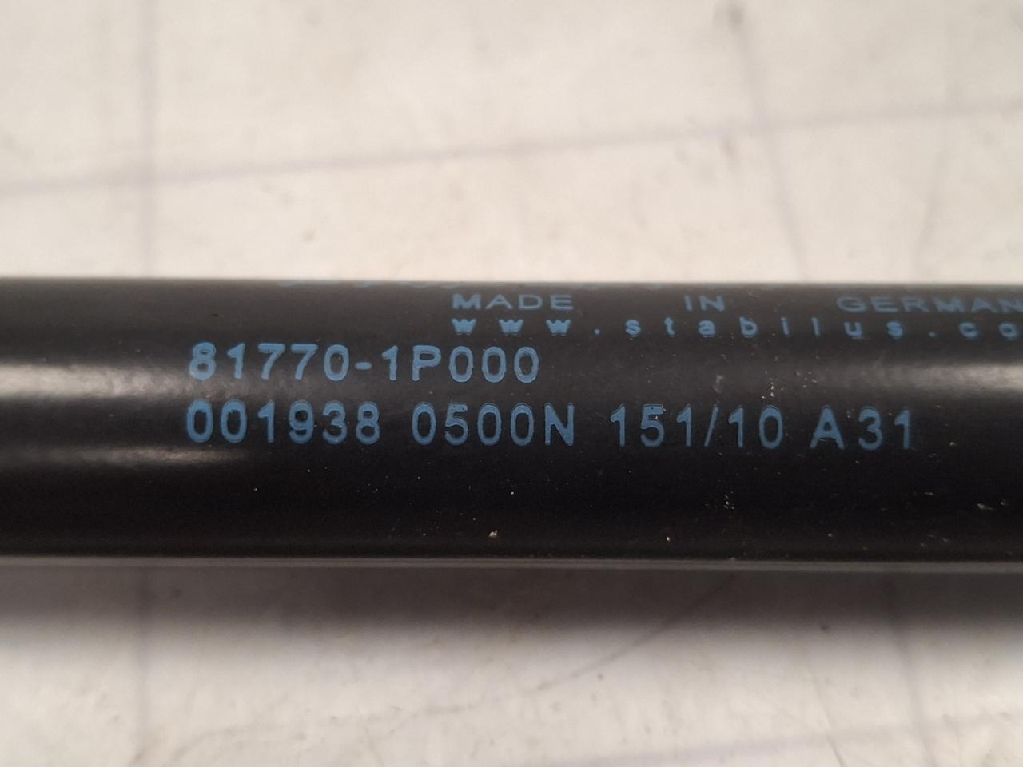 MADE IN GERMAN
www.stabilus.co
81770-1P000
001938 0500N 151/10 A31